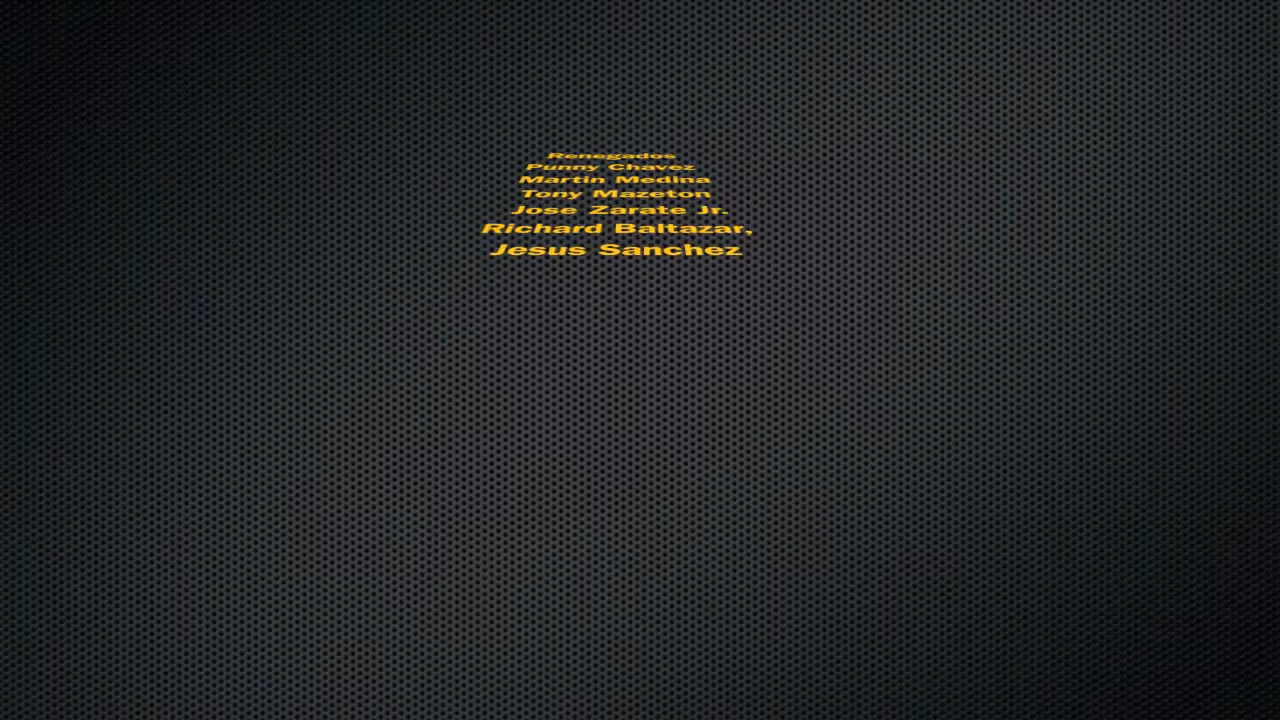 Renegados
Punny Chavez
Martin Medina
Tony Mazeton
Jose Zarate Jr.
Richard Baltazar,
Jesus Sanchez